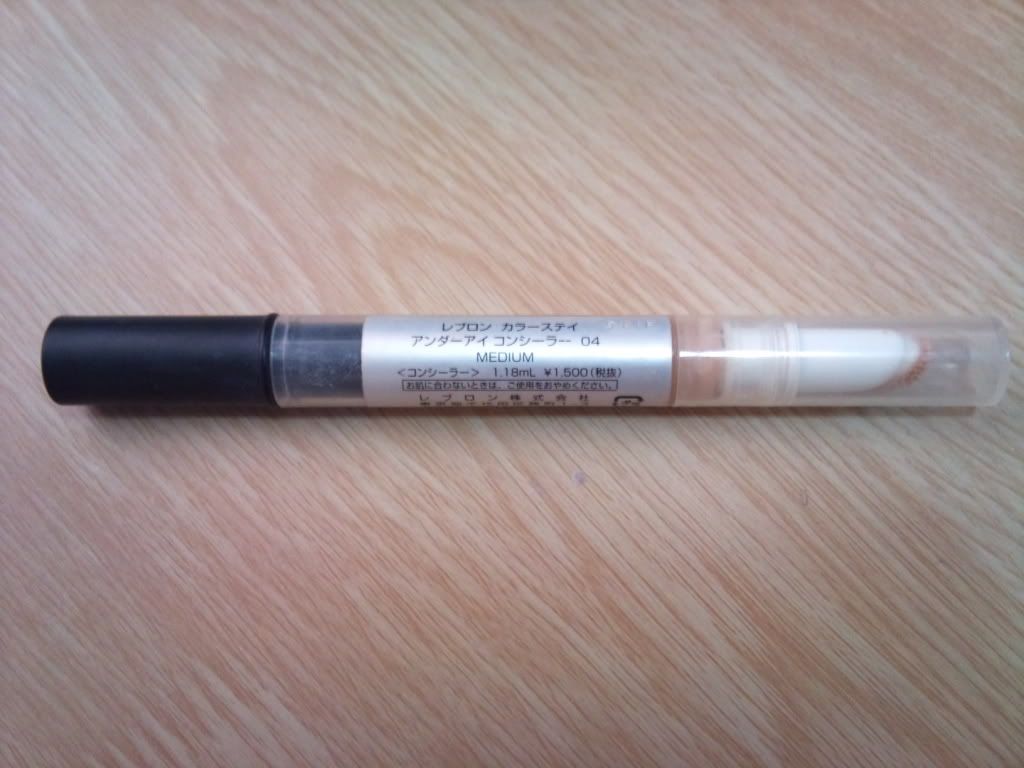 レブロン カラーステイ
アンダーアイ コンシーラー 04
MEDIUM
<コンシーラー> 1.18mL ¥1,500(税抜)
お肌に合わないときは、ご使用をおやめください。
レブロン株式会社